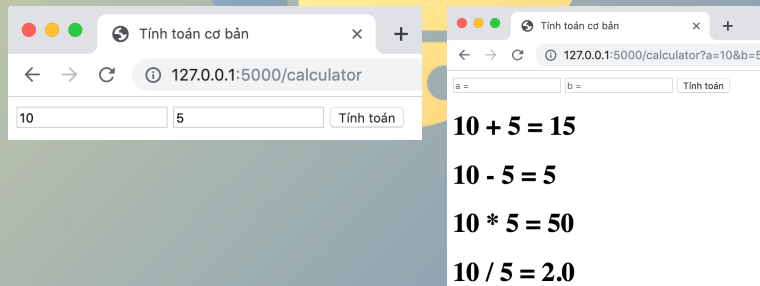 Tính toán cơ bản
127.0.0.1:5000/calculator
10 5 Tính toán
Tính toán cơ bản
127.0.0.1:5000/calculator?a=10&b=5
a = b = Tính toán
10 + 5 = 15
10 - 5 = 5
10 * 5 = 50
10 / 5 = 2.0